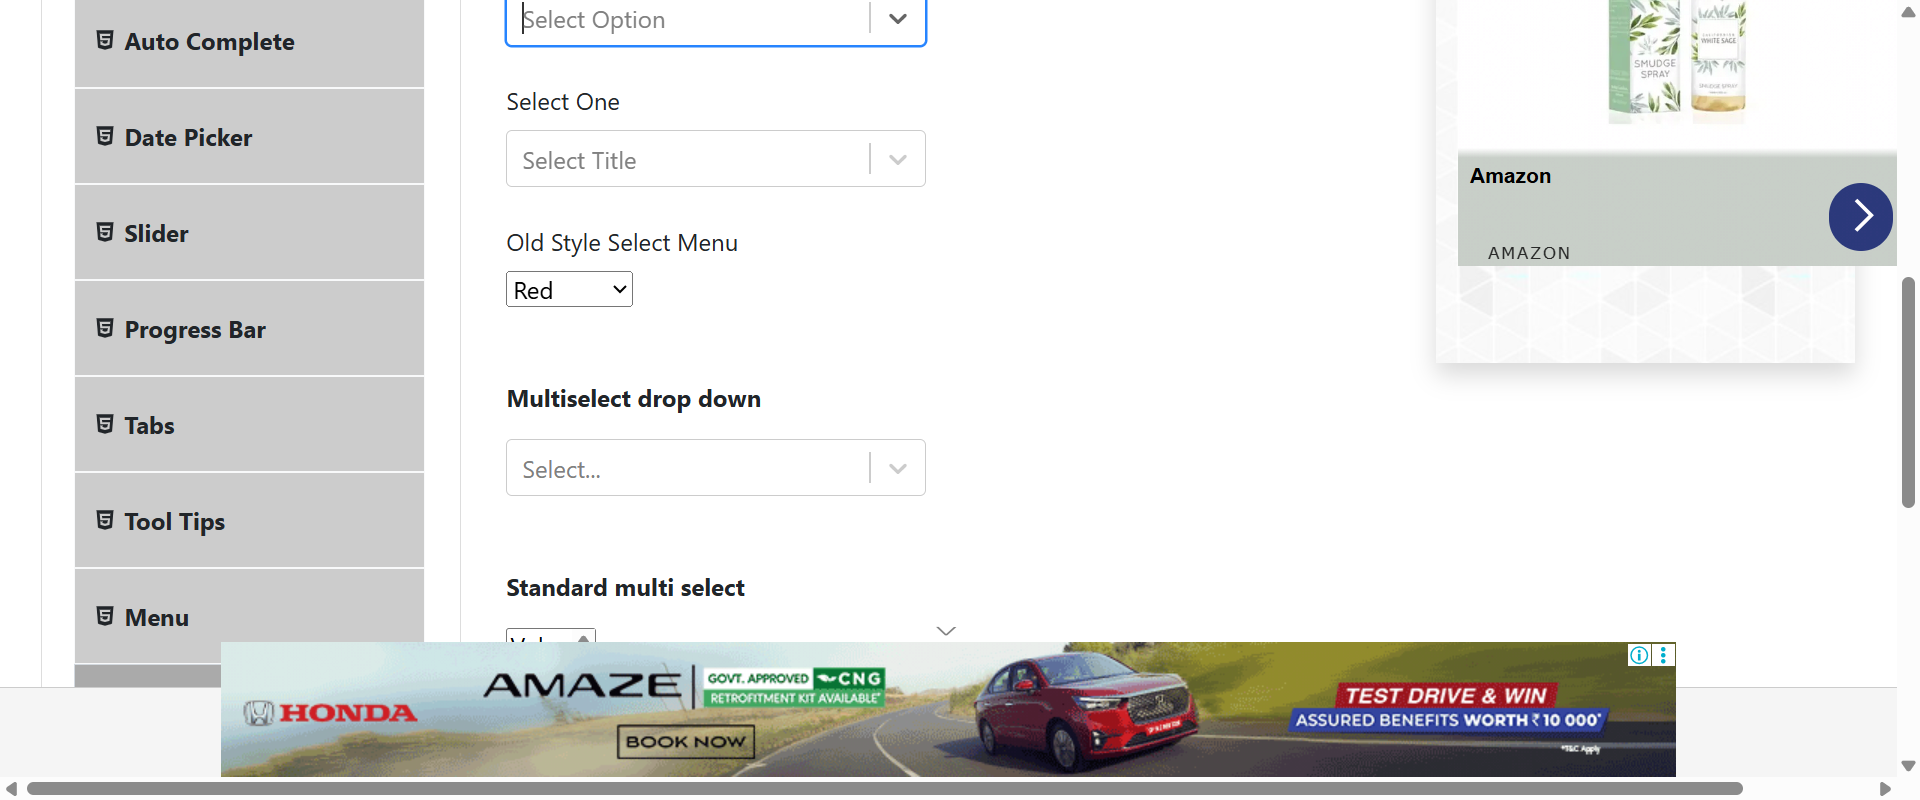 Auto Complete
Date Picker
Slider
Progress Bar
Tabs
Tool Tips
Menu
Select Option
Select One
Select Title
Old Style Select Menu
Red
Multiselect drop down
Select...
Standard multi select
SMUDGE
SPRAY
WHITE SAGE
SMUDGE SPRAY
Amazon
AMAZON
HONDA
AMAZE
GOVT. APPROVED CNG
RETROFITMENT KIT AVAILABLE*
BOOK NOW
TEST DRIVE & WIN
ASSURED BENEFITS WORTH ₹ 10 000*
*T&C Apply